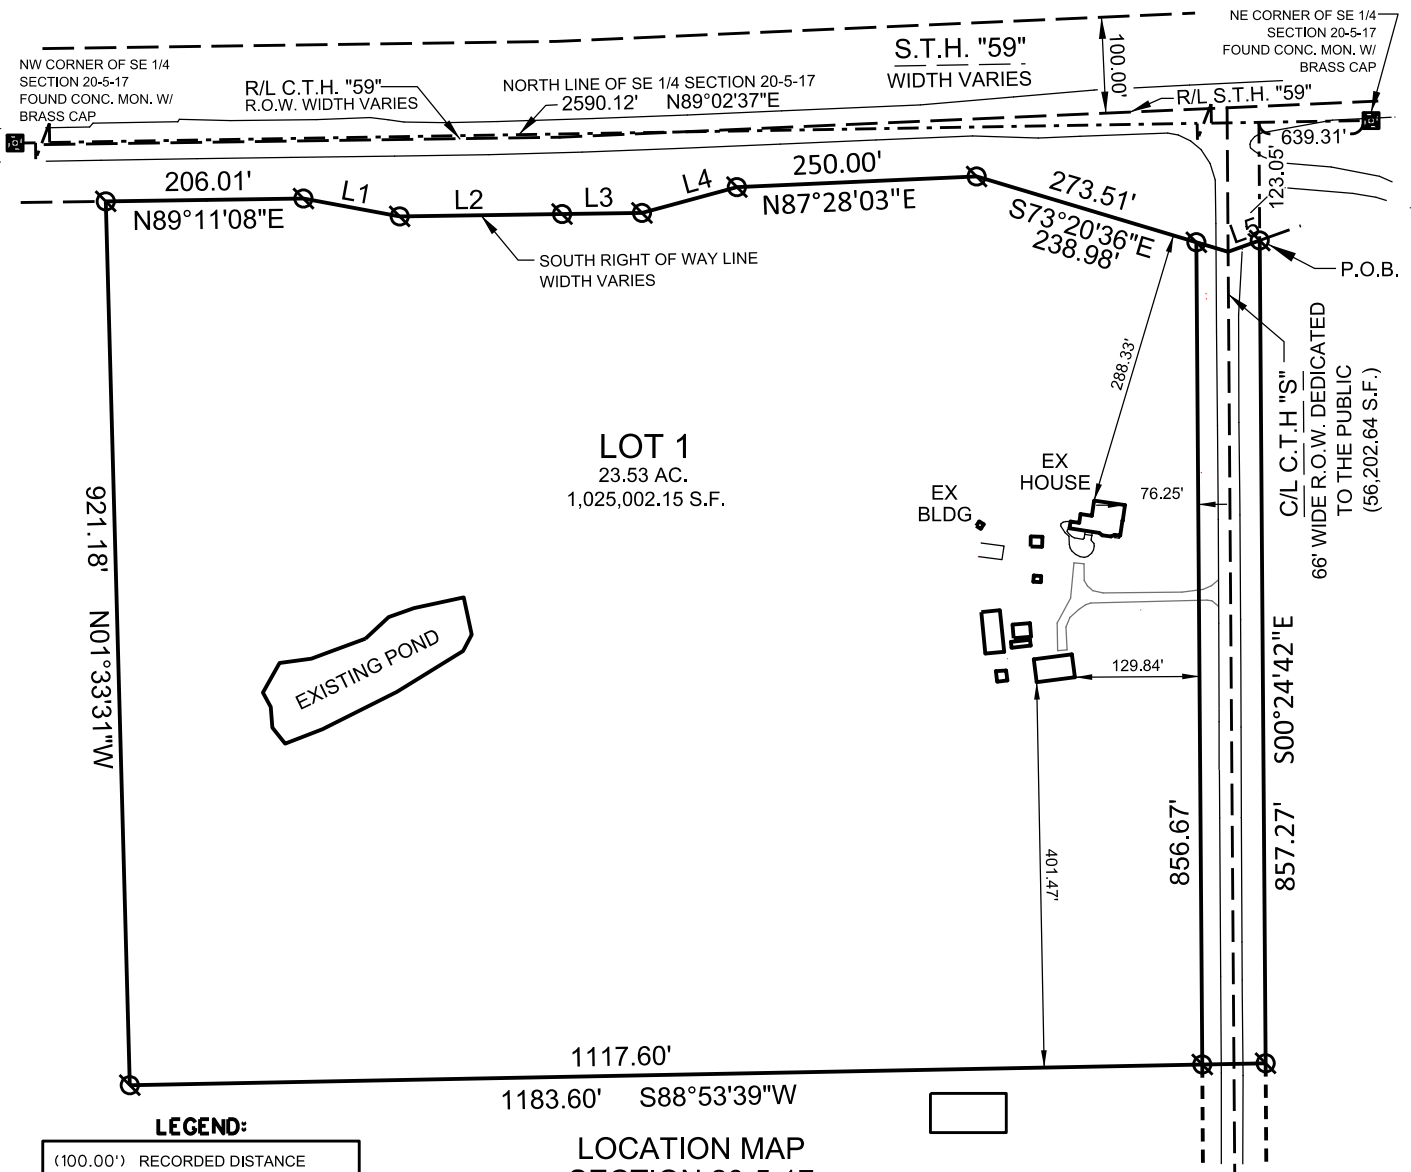 S.T.H. "59"
WIDTH VARIES
100.00'
NE CORNER OF SE 1/4
SECTION 20-5-17
FOUND CONC. MON. W/
BRASS CAP
NW CORNER OF SE 1/4
SECTION 20-5-17
FOUND CONC. MON. W/
BRASS CAP
R/L C.T.H. "59"
R.O.W. WIDTH VARIES
NORTH LINE OF SE 1/4 SECTION 20-5-17
2590.12' N89°02'37"E
R/L S.T.H. "59"
639.31'
123.05'
206.01'
N89°11'08"E
L1
L2
L3
L4
250.00'
N87°28'03"E
273.51'
S73°20'36"E
238.98'
L5
P.O.B.
SOUTH RIGHT OF WAY LINE
WIDTH VARIES
288.33'
C/L C.T.H "S"
66' WIDE R.O.W. DEDICATED
TO THE PUBLIC
(56,202.64 S.F.)
LOT 1
23.53 AC.
1,025,002.15 S.F.
EX
HOUSE
EX
BLDG
76.25'
921.18' N01°33'31"W
EXISTING POND
129.84'
S00°24'42"E
857.27'
856.67'
401.47'
1117.60'
1183.60' S88°53'39"W
LEGEND:
(100.00') RECORDED DISTANCE
LOCATION MAP
SECTION 20-5-17